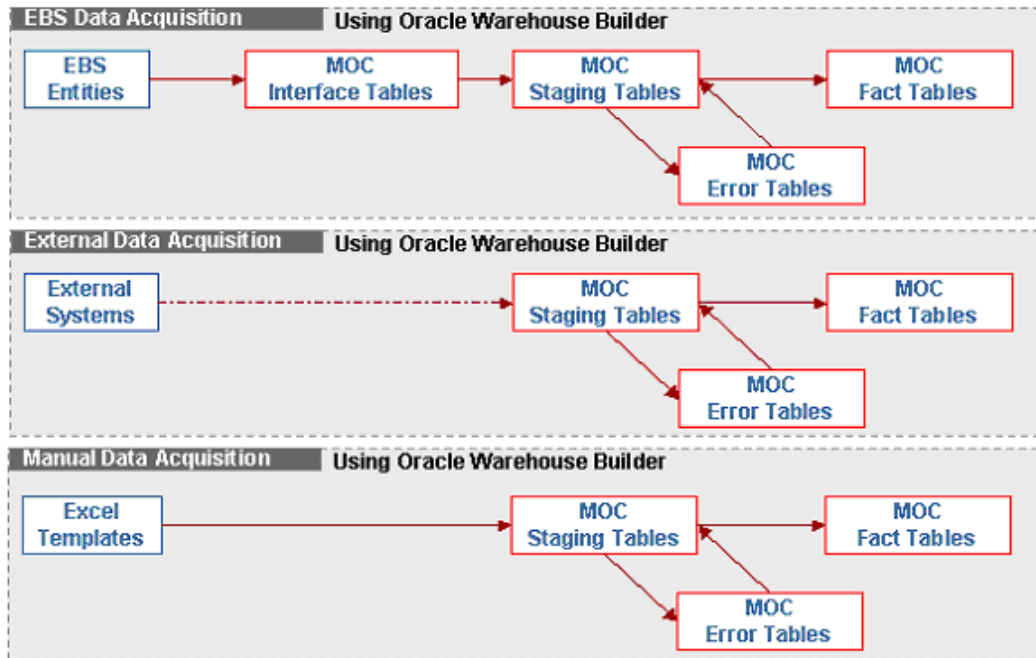 EBS Data Acquisition Using Oracle Warehouse Builder
EBS
Entities
MOC
Interface Tables
MOC
Staging Tables
MOC
Fact Tables
MOC
Error Tables
External Data Acquisition Using Oracle Warehouse Builder
External
Systems
MOC
Staging Tables
MOC
Fact Tables
MOC
Error Tables
Manual Data Acquisition Using Oracle Warehouse Builder
Excel
Templates
MOC
Staging Tables
MOC
Fact Tables
MOC
Error Tables